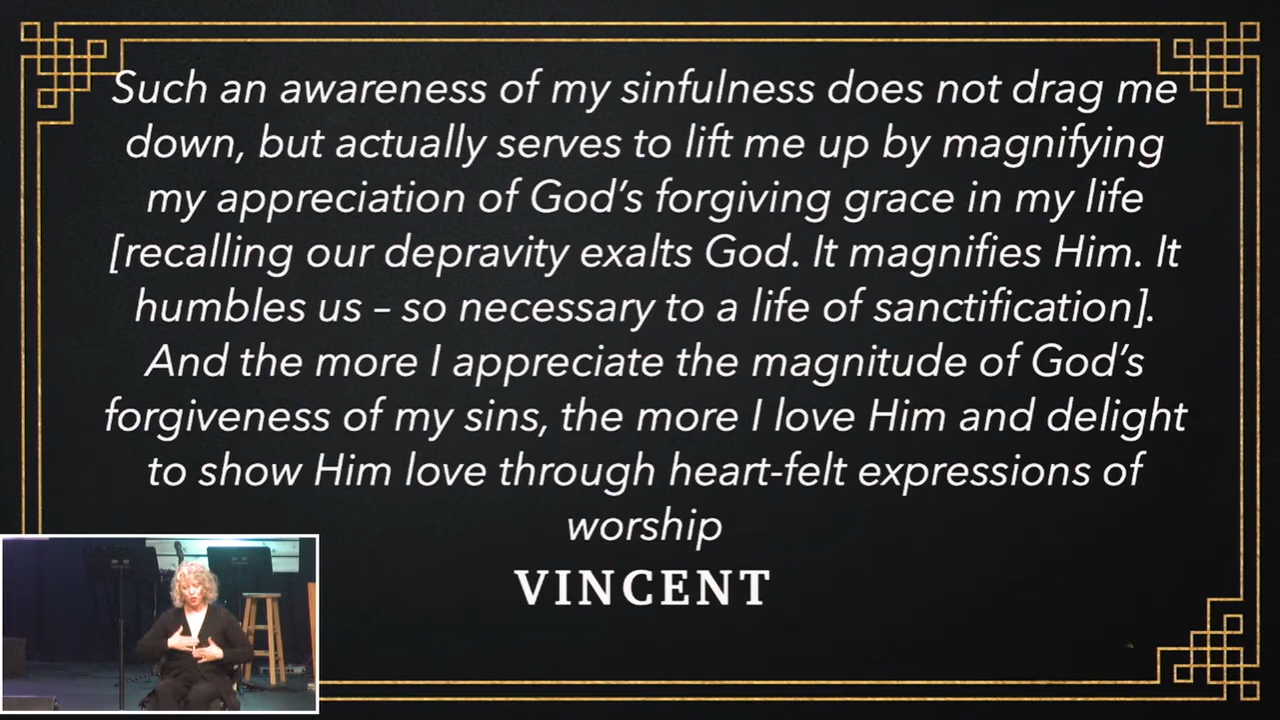 Such an awareness of my sinfulness does not drag me
down, but actually serves to lift me up by magnifying
my appreciation of God's forgiving grace in my life
[recalling our depravity exalts God. It magnifies Him. It
humbles us – so necessary to a life of sanctification].
And the more I appreciate the magnitude of God's
forgiveness of my sins, the more I love Him and delight
to show Him love through heart-felt expressions of
worship
VINCENT